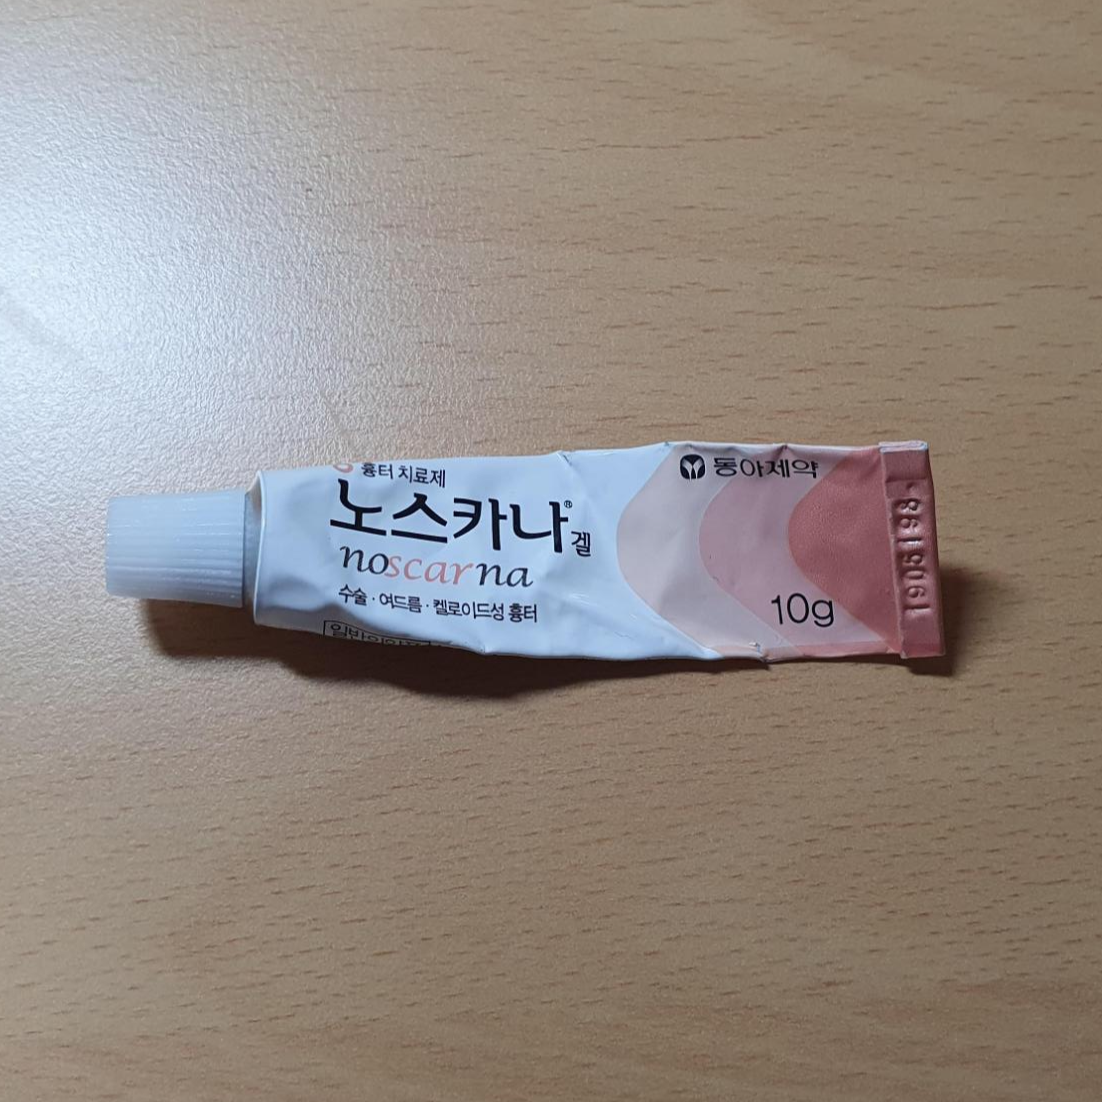 흉터 치료제
노스카나® 겔
noscarna
수술 · 여드름 · 켈로이드성 흉터
동아제약
10g